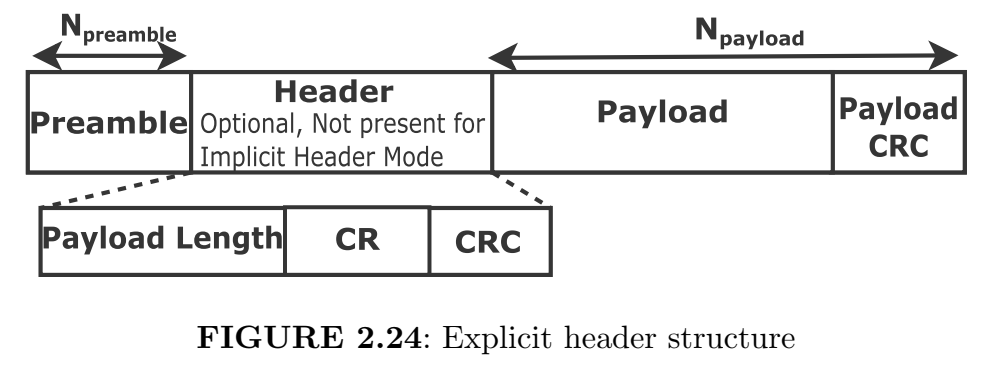 Npreamble
Npayload
Preamble
Header
Optional, Not present for
Implicit Header Mode
Payload
Payload
CRC
Payload Length
CR
CRC
FIGURE 2.24: Explicit header structure